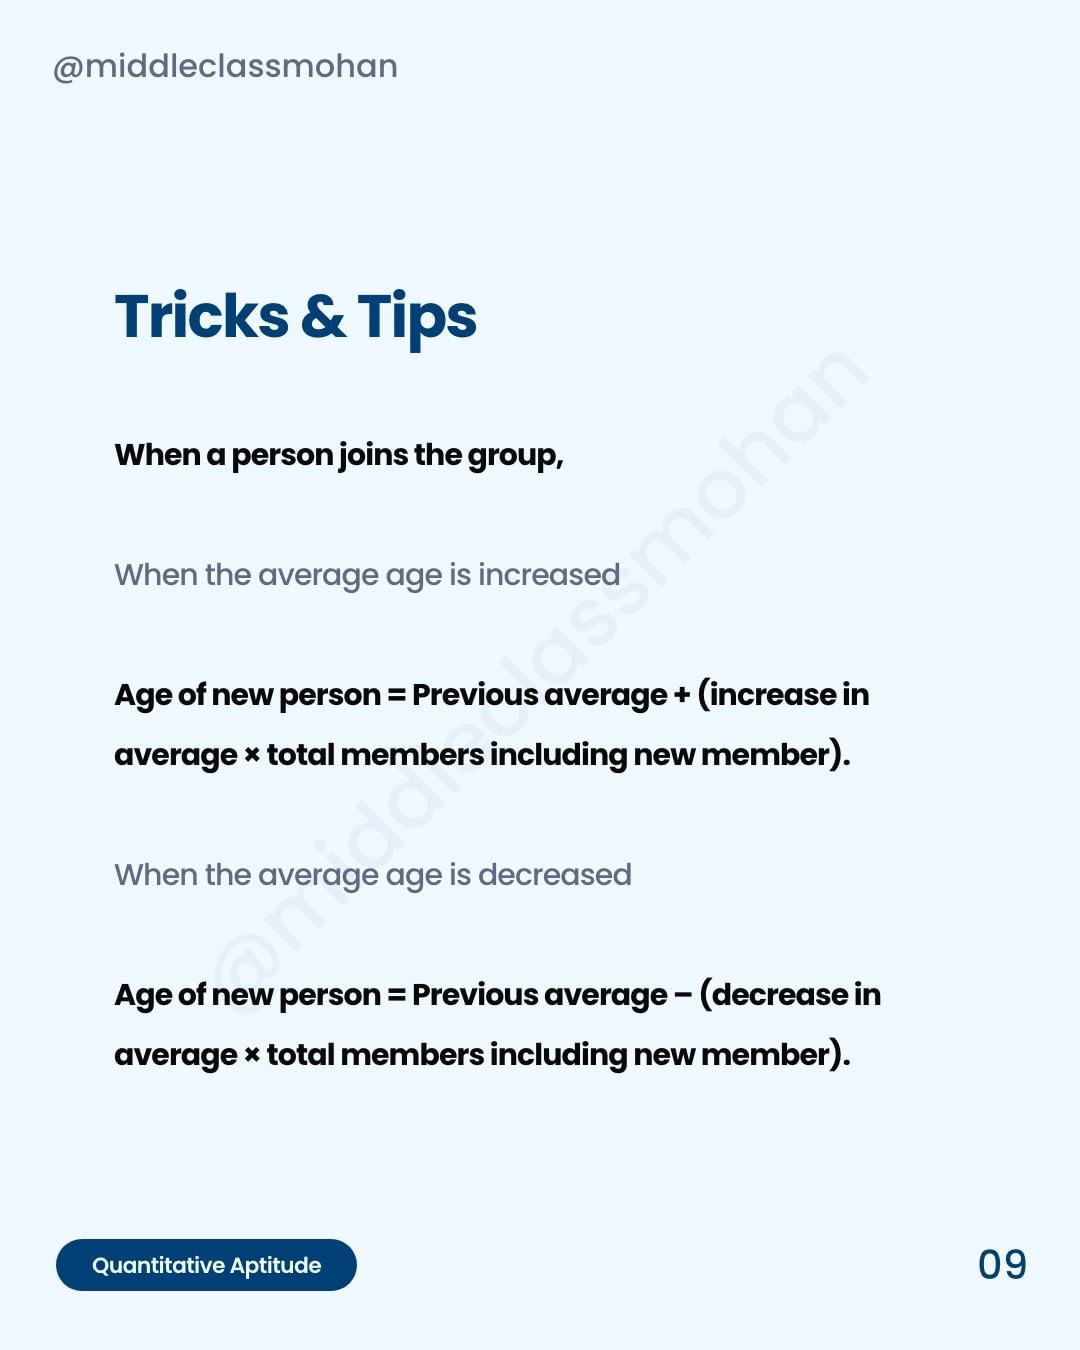 @middleclassmohan
Tricks & Tips
When a person joins the group,
When the average age is increased
Age of new person = Previous average + (increase in
average × total members including new member).
When the average age is decreased
Age of new person = Previous average – (decrease in
average × total members including new member).
@middleclassmohan
Quantitative Aptitude
09